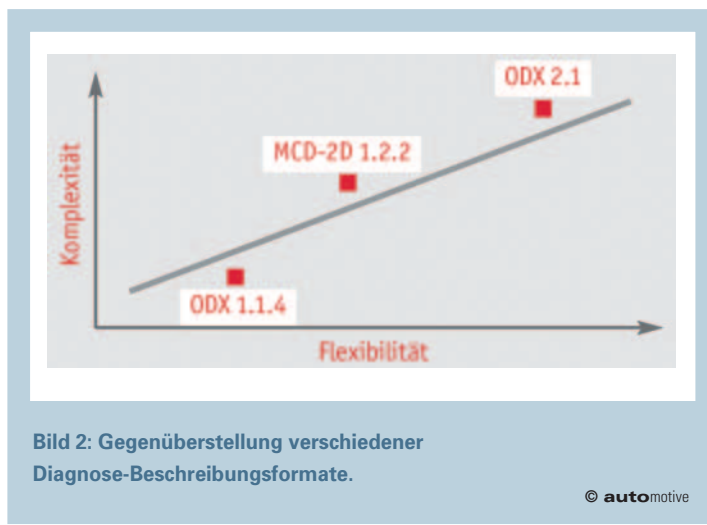 ODX 2.1
MCD-2D 1.2.2
Komplexität
ODX 1.1.4
Flexibilität
Bild 2: Gegenüberstellung verschiedener
Diagnose-Beschreibungsformate.
© automotive